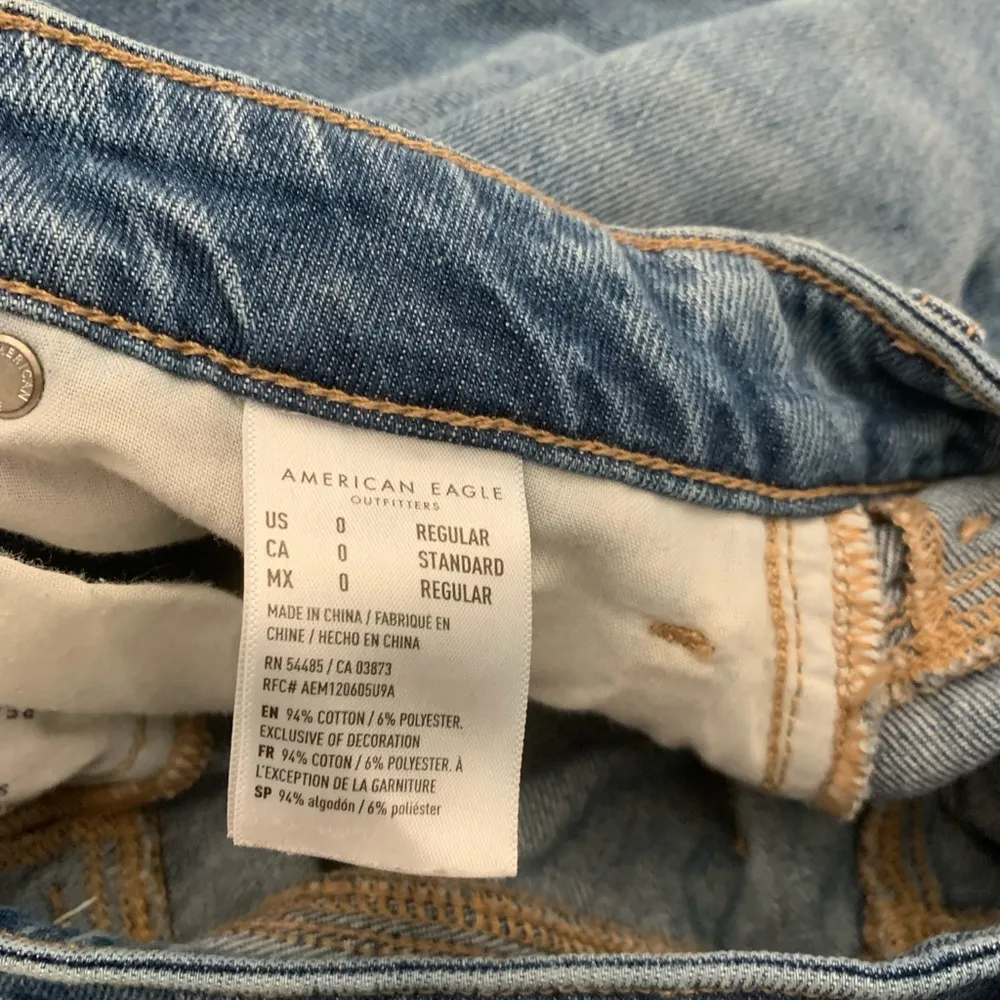 AMERICAN EAGLE
OUTFITTERS
US 0 REGULAR
CA 0 STANDARD
MX 0 REGULAR
MADE IN CHINA / FABRIQUÉ EN
CHINE / HECHO EN CHINA
RN 54485 / CA 03873
RFC# AEM120605U9A
EN 94% COTTON / 6% POLYESTER.
EXCLUSIVE OF DECORATION
FR 94% COTON / 6% POLYESTER. À
L'EXCEPTION DE LA GARNITURE
SP 94% algodón / 6% poliéster